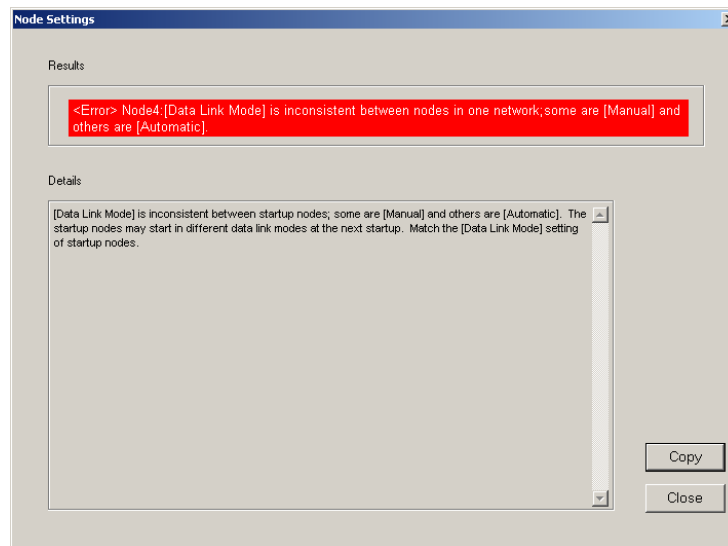 Node Settings
Results
<Error> Node4:[Data Link Mode] is inconsistent between nodes in one network;some are [Manual] and
others are [Automatic].
Details
[Data Link Mode] is inconsistent between startup nodes; some are [Manual] and others are [Automatic].  The
startup nodes may start in different data link modes at the next startup.  Match the [Data Link Mode] setting
of startup nodes.
Copy
Close